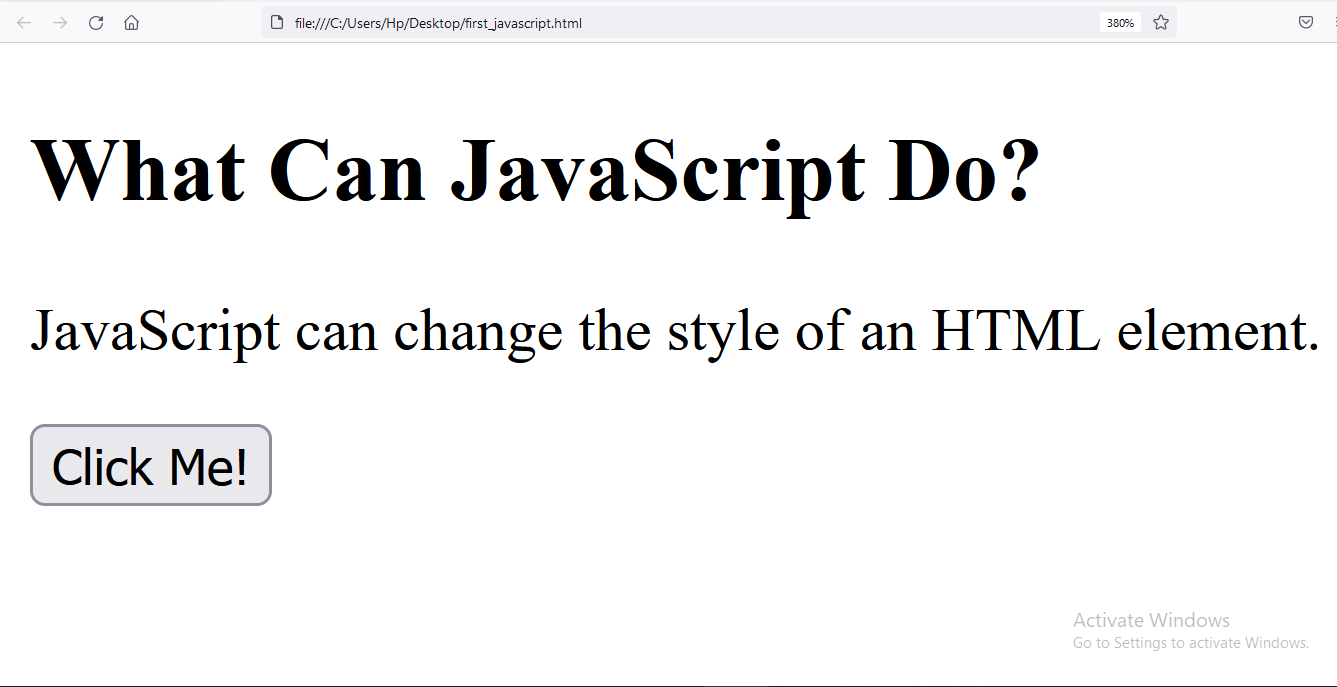 file:///C:/Users/Hp/Desktop/first_javascript.html
380%
What Can JavaScript Do?
JavaScript can change the style of an HTML element.
Click Me!
Activate Windows
Go to Settings to activate Windows.